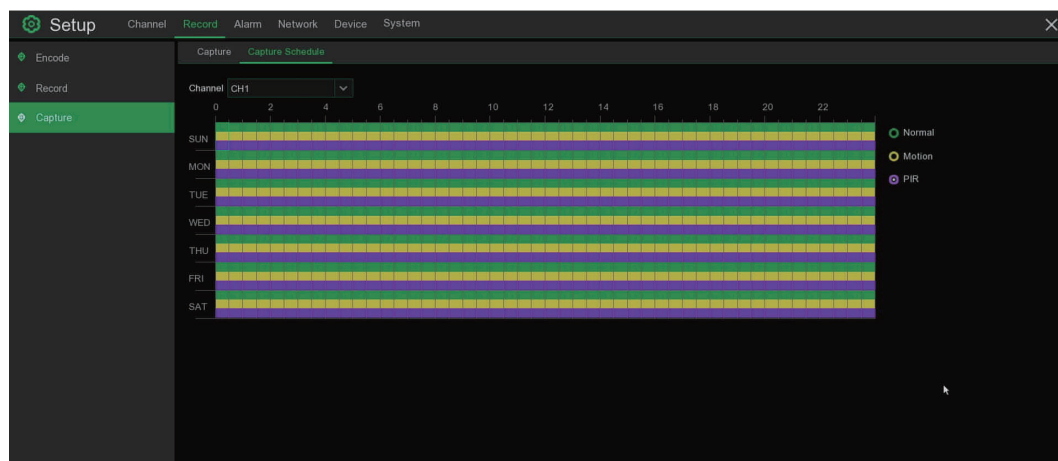 Setup Channel Record Alarm Network Device System
Encode
Record
Capture
Capture Capture Schedule
Channel CH1
0 2 4 6 8 10 12 14 16 18 20 22
SUN
MON
TUE
WED
THU
FRI
SAT
Normal
Motion
PIR